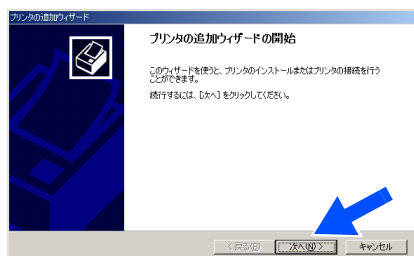 プリンタの追加ウィザード
プリンタの追加ウィザードの開始
このウィザードを使うと、プリンタのインストールまたはプリンタの接続を行う
ことができます。
続行するには、[次へ] をクリックしてください。
< 戻る(B) 次へ(N) > キャンセル